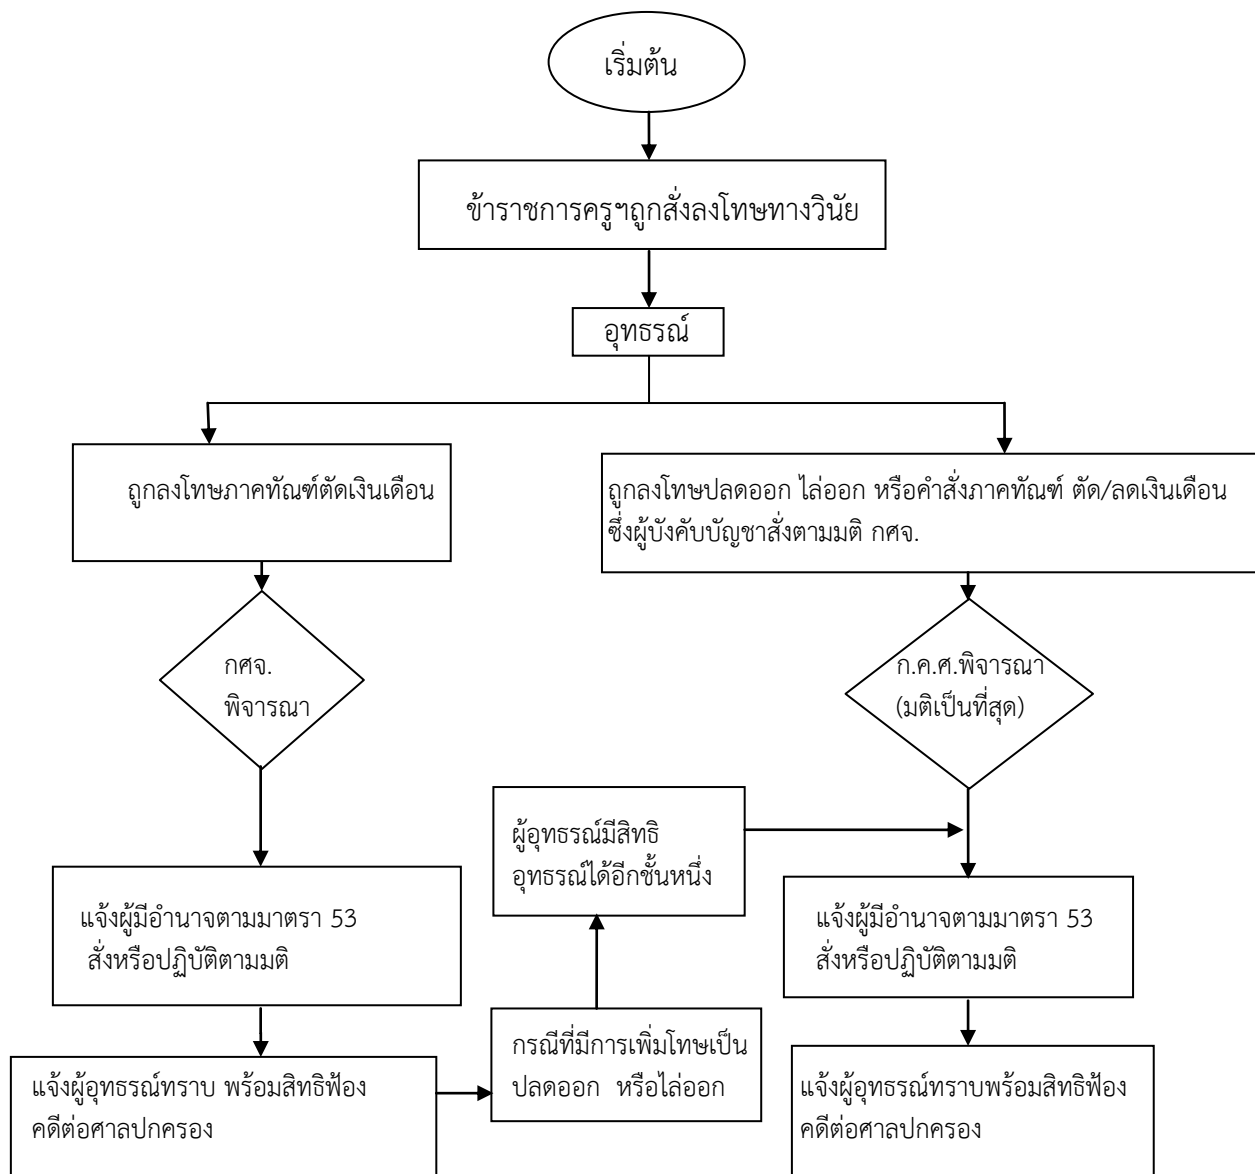 เริ่มต้น
ข้าราชการครูฯถูกสั่งลงโทษทางวินัย
อุทธรณ์
ถูกลงโทษภาคทัณฑ์ตัดเงินเดือน
ถูกลงโทษปลดออก ไล่ออก หรือคำสั่งภาคทัณฑ์ ตัด/ลดเงินเดือน
ซึ่งผู้บังคับบัญชาสั่งตามมติ กศจ.
กศจ.
พิจารณา
ก.ค.ศ.พิจารณา
(มติเป็นที่สุด)
ผู้อุทธรณ์มีสิทธิ
อุทธรณ์ได้อีกชั้นหนึ่ง
แจ้งผู้มีอำนาจตามมาตรา 53
สั่งหรือปฏิบัติตามมติ
แจ้งผู้มีอำนาจตามมาตรา 53
สั่งหรือปฏิบัติตามมติ
กรณีที่มีการเพิ่มโทษเป็น
ปลดออก หรือไล่ออก
แจ้งผู้อุทธรณ์ทราบ พร้อมสิทธิฟ้อง
คดีต่อศาลปกครอง
แจ้งผู้อุทธรณ์ทราบพร้อมสิทธิฟ้อง
คดีต่อศาลปกครอง